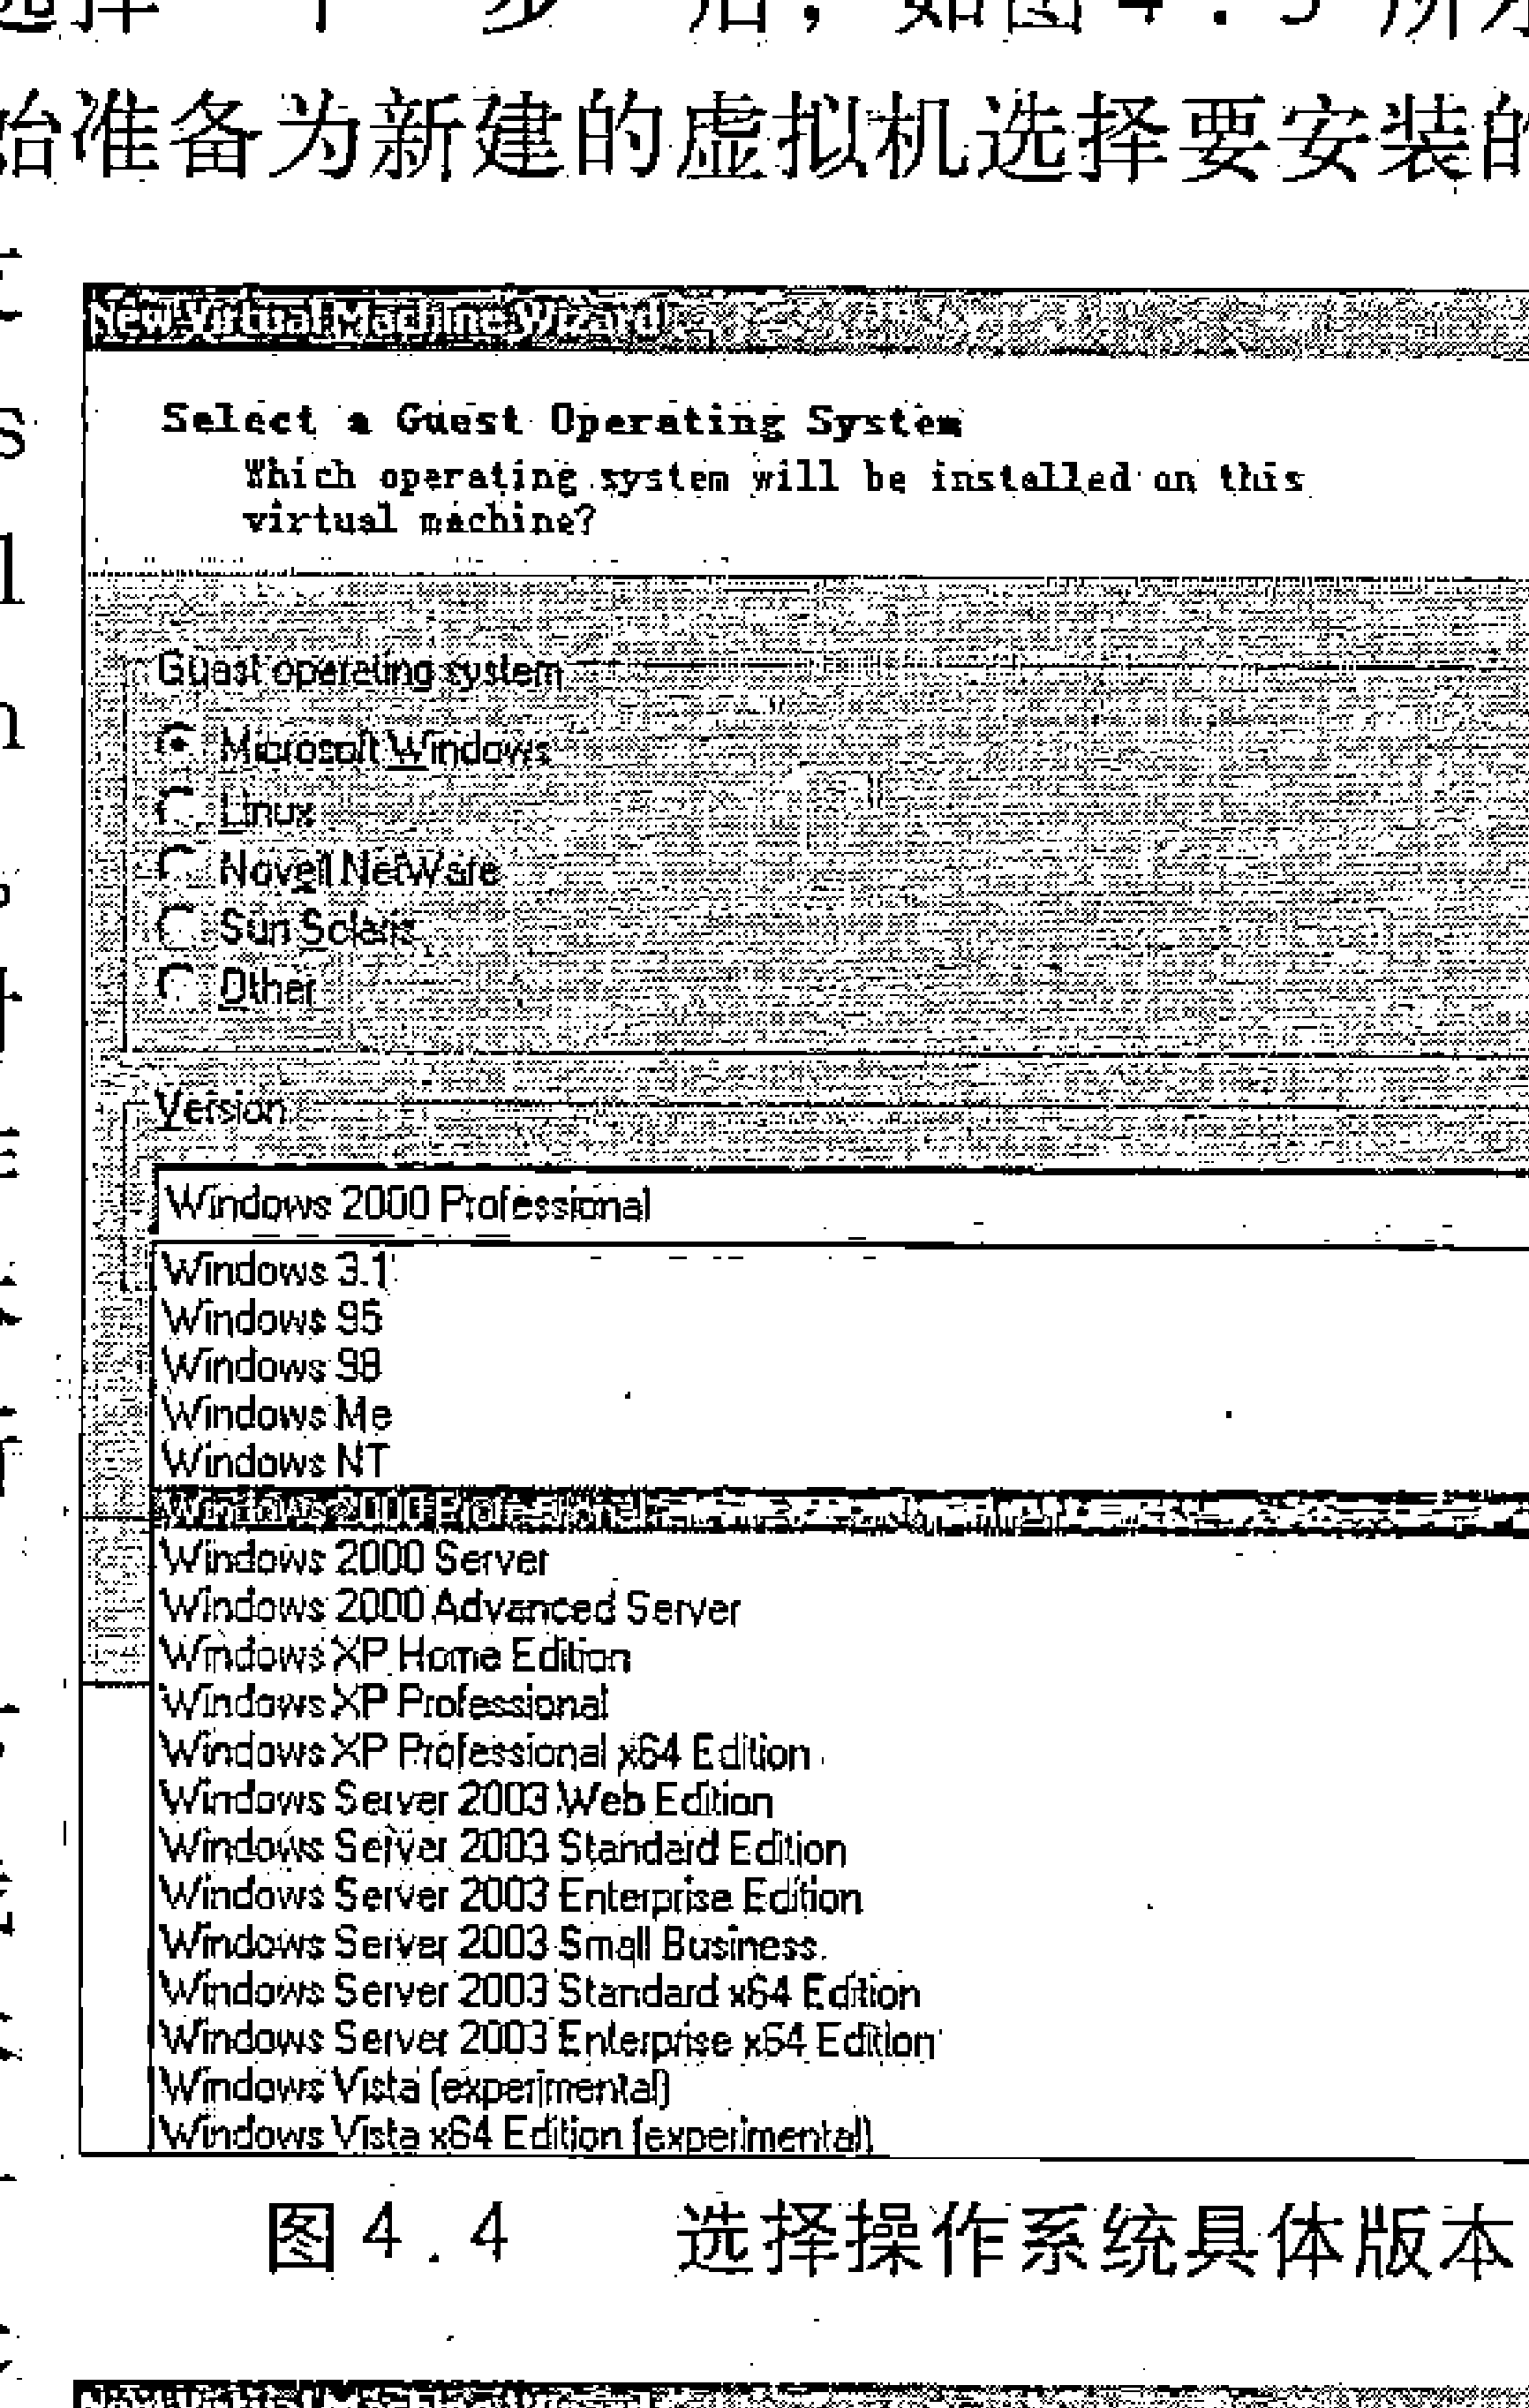 始准备为新建的虚拟机选择要安装的
New Virtual Machine Wizard
Select a Guest Operating System
Which operating system will be installed on this
virtual machine?
Guest operating system
Microsoft Windows
Linux
Novell NetWare
Sun Solaris
Other
Version
Windows 2000 Professional
Windows 3.1
Windows 95
Windows 98
Windows Me
Windows NT
Windows 2000 Professional
Windows 2000 Server
Windows 2000 Advanced Server
Windows XP Home Edition
Windows XP Professional
Windows XP Professional x64 Edition
Windows Server 2003 Web Edition
Windows Server 2003 Standard Edition
Windows Server 2003 Enterprise Edition
Windows Server 2003 Small Business
Windows Server 2003 Standard x64 Edition
Windows Server 2003 Enterprise x64 Edition
Windows Vista (experimental)
Windows Vista x64 Edition (experimental)
图4.4 选择操作系统具体版本